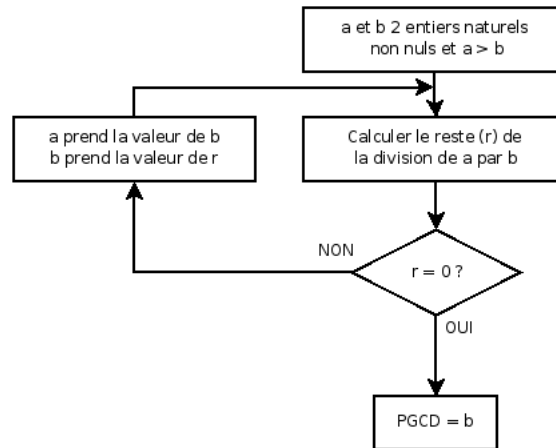 a et b 2 entiers naturels
non nuls et a > b
a prend la valeur de b
b prend la valeur de r
Calculer le reste (r) de
la division de a par b
NON
r = 0 ?
OUI
PGCD = b